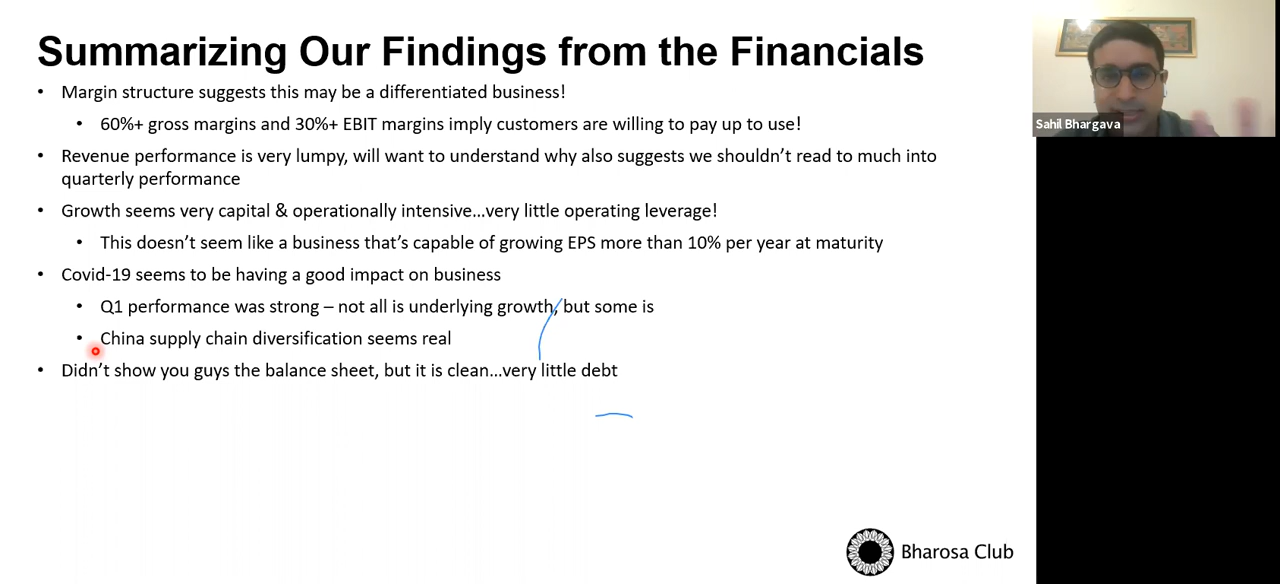 Summarizing Our Findings from the Financials
• Margin structure suggests this may be a differentiated business!
• 60%+ gross margins and 30%+ EBIT margins imply customers are willing to pay up to use!
• Revenue performance is very lumpy, will want to understand why also suggests we shouldn't read to much into
quarterly performance
• Growth seems very capital & operationally intensive…very little operating leverage!
• This doesn't seem like a business that's capable of growing EPS more than 10% per year at maturity
• Covid-19 seems to be having a good impact on business
• Q1 performance was strong – not all is underlying growth, but some is
• China supply chain diversification seems real
• Didn't show you guys the balance sheet, but it is clean…very little debt
Sahil Bhargava
Bharosa Club